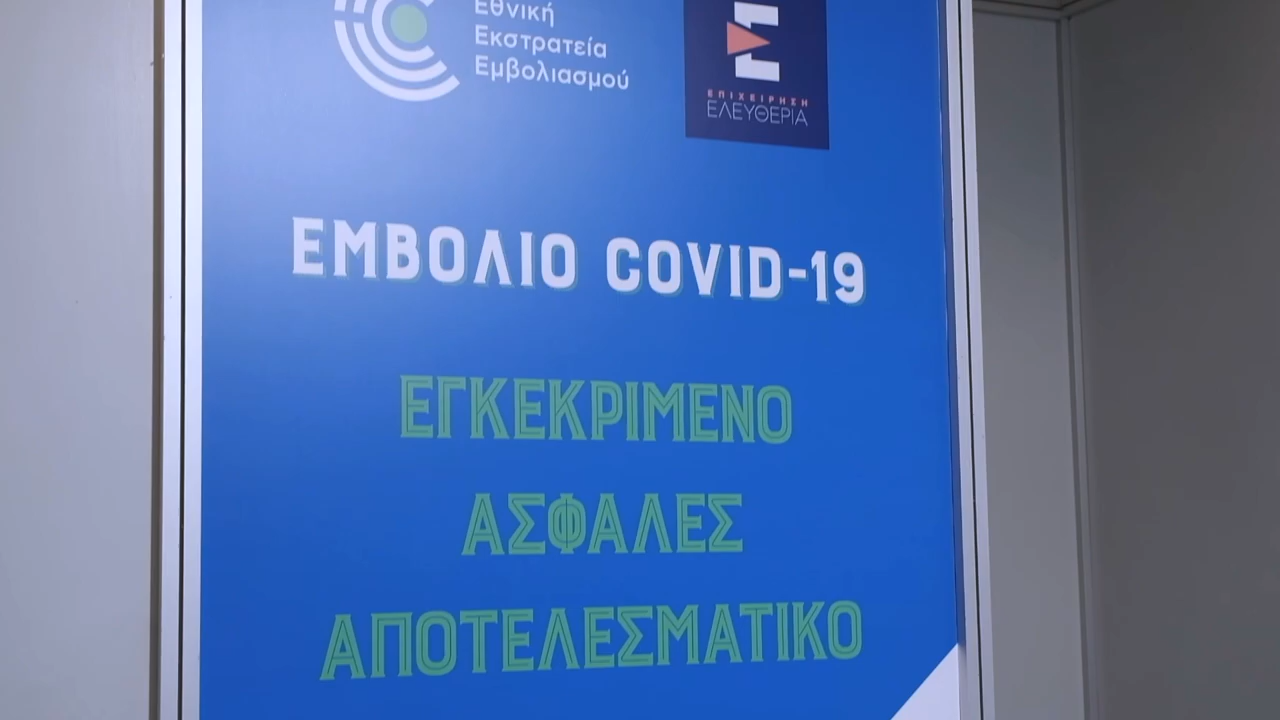 Εθνική
Εκστρατεία
Εμβολιασμού
ΕΠΙΧΕΙΡΗΣΗ
ΕΛΕΥΘΕΡΙΑ
ΕΜΒΟΛΙΟ COVID-19
ΕΓΚΕΚΡΙΜΕΝΟ
ΑΣΦΑΛΕΣ
ΑΠΟΤΕΛΕΣΜΑΤΙΚΟ